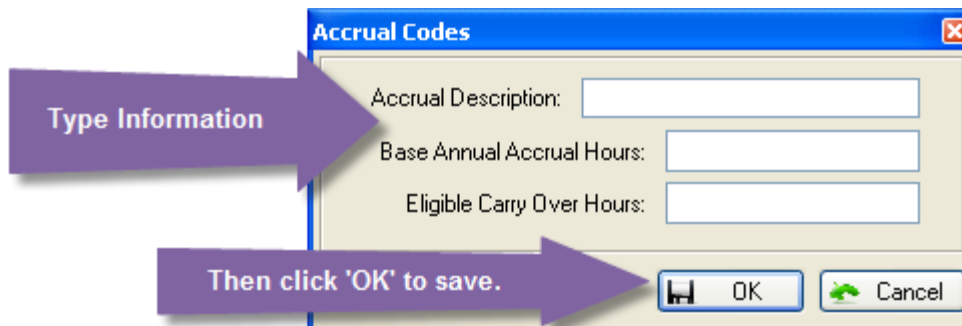 Accrual Codes
Accrual Description:
Type Information
Base Annual Accrual Hours:
Eligible Carry Over Hours:
Then click 'OK' to save.
OK
Cancel